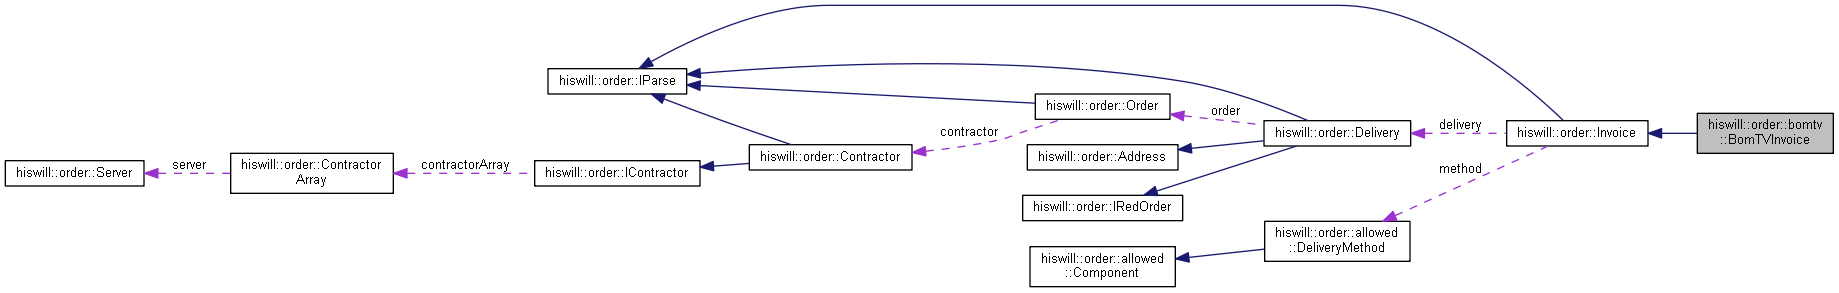 hiswill::order::IParse
hiswill::order::Order
order
hiswill::order::bomtv
::BomTVInvoice
delivery
hiswill::order::Invoice
hiswill::order::Delivery
contractor
hiswill::order::Contractor
hiswill::order::Address
server
hiswill::order::Contractor
Array
contractorArray
hiswill::order::Server
hiswill::order::IContractor
method
hiswill::order::IRedOrder
hiswill::order::allowed
::DeliveryMethod
hiswill::order::allowed
::Component